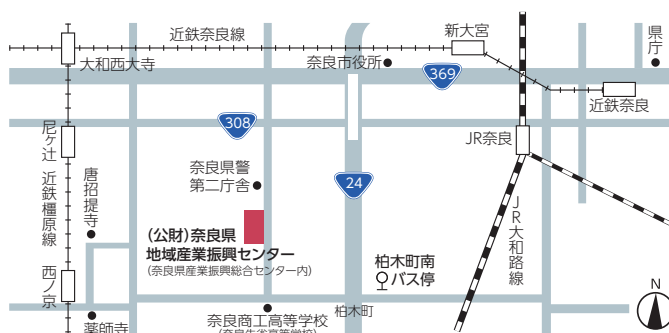 近鉄奈良線
新大宮
県庁
大和西大寺
奈良市役所
369
近鉄奈良
308
尼ヶ辻
近鉄橿原線
唐招提寺
奈良県警
第二庁舎
24
JR奈良
JR大和路線
(公財)奈良県
地域産業振興センター
(奈良県産業振興総合センター内)
柏木町南
バス停
西ノ京
薬師寺
奈良商工高等学校
柏木町
N